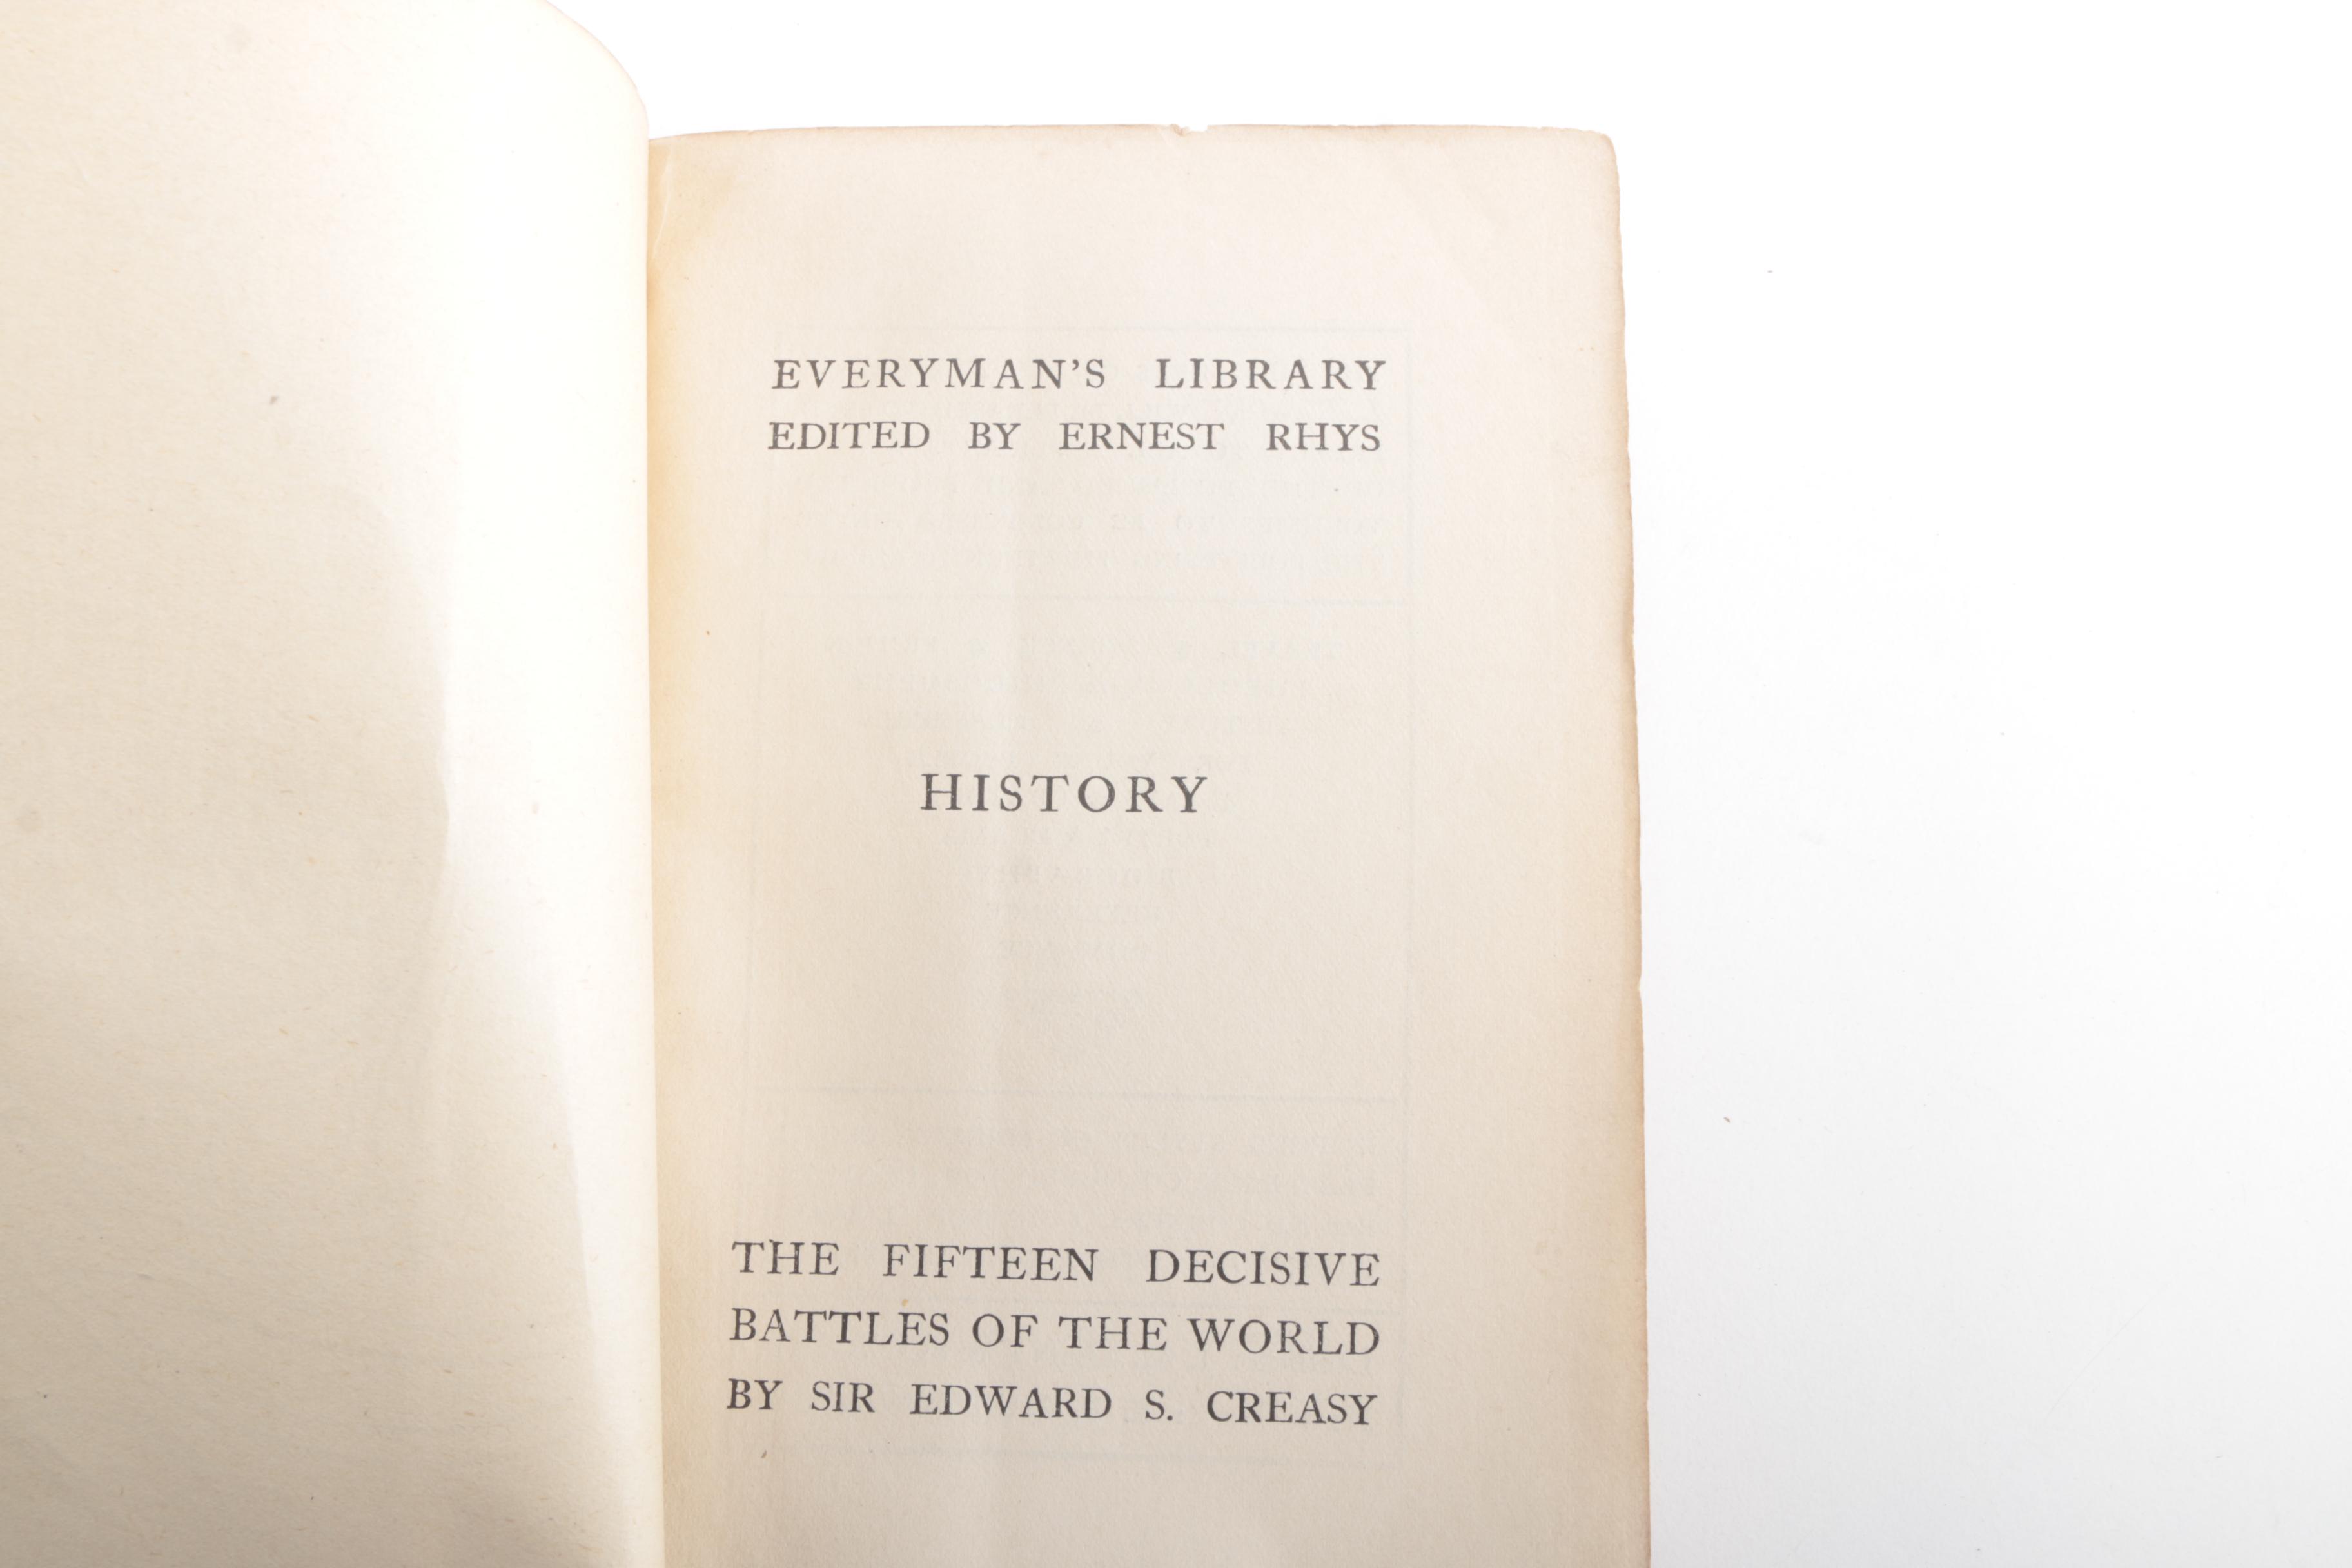 EVERYMAN'S LIBRARY
EDITED BY ERNEST RHYS
HISTORY
THE FIFTEEN DECISIVE
BATTLES OF THE WORLD
BY SIR EDWARD S. CREASY